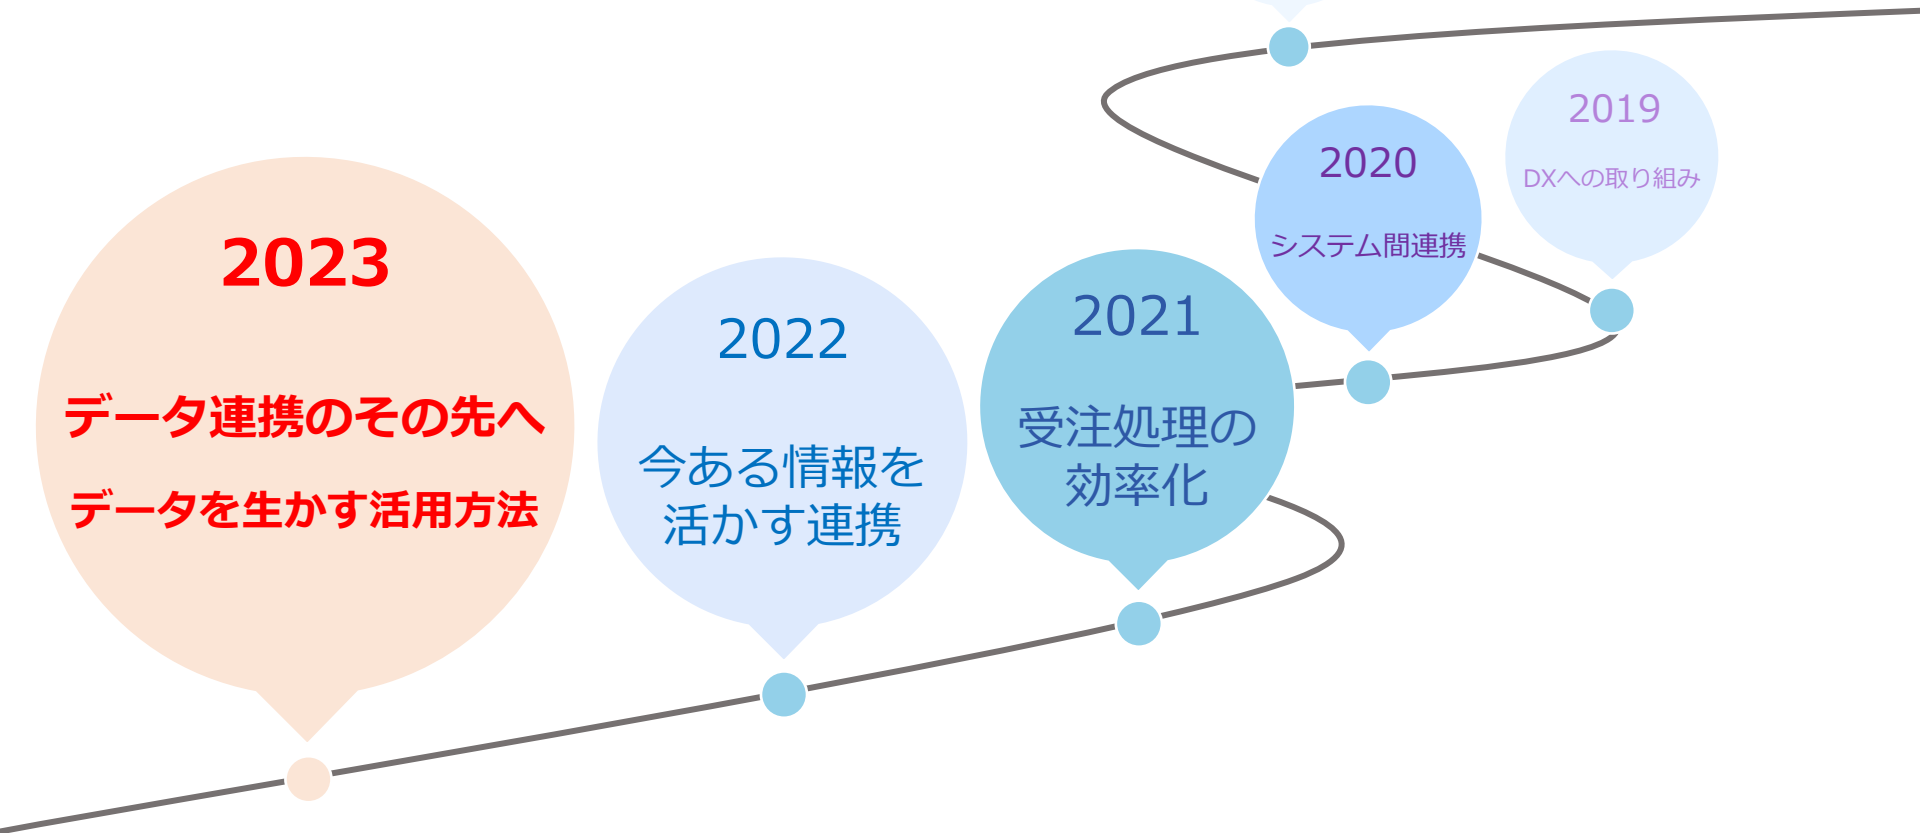 2023
データ連携のその先へ
データを生かす活用方法
2022
今ある情報を
活かす連携
2021
受注処理の
効率化
2020
システム間連携
2019
DXへの取り組み